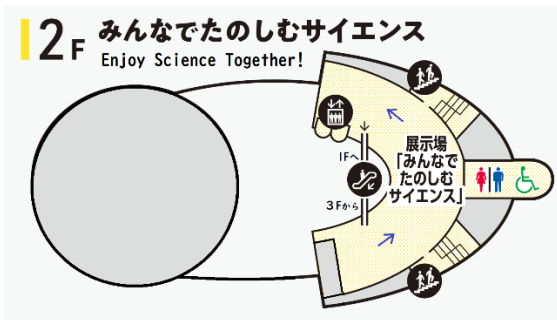 2F みんなでたのしむサイエンス
Enjoy Science Together!
1Fへ
3Fから
展示場
「みんなで
たのしむ
サイエンス」